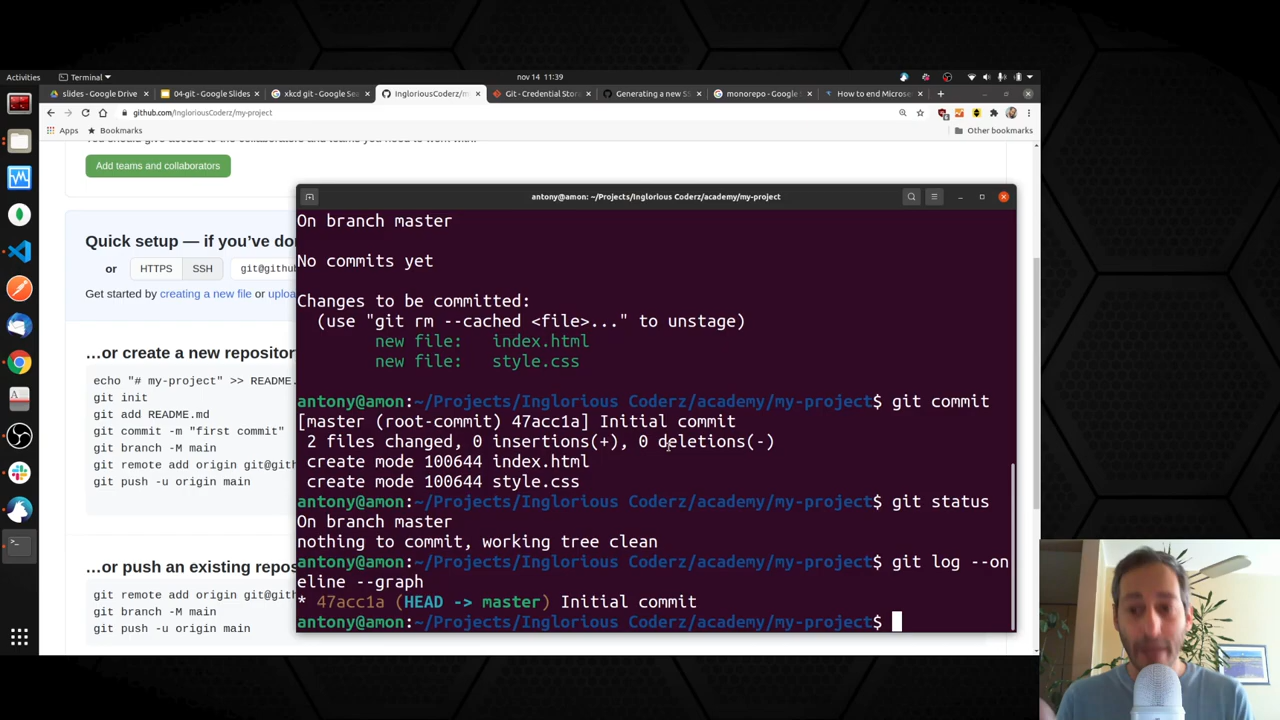 Activities
Terminal
nov 14 11:39
slides - Google Drive
04-git - Google Slides
xkcd git - Google Se
IngloriousCoderz/m
Git - Credential Stora
Generating a new SS
monorepo - Google
How to end Microse
github.com/IngloriousCoderz/my-project
Apps
Bookmarks
Other bookmarks
Add teams and collaborators
antony@amon: ~/Projects/Inglorious Coderz/academy/my-project
Quick setup — if you've do
or
HTTPS
SSH
git@github
Get started by creating a new file or uploa
…or create a new repositor
echo "# my-project" >> README.
git init
git add README.md
git commit -m "first commit"
git branch -M main
git remote add origin git@gith
git push -u origin main
…or push an existing repos
git remote add origin git@gith
git branch -M main
git push -u origin main
On branch master
No commits yet
Changes to be committed:
(use "git rm --cached <file>..." to unstage)
new file: index.html
new file: style.css
antony@amon:~/Projects/Inglorious Coderz/academy/my-project$ git commit
[master (root-commit) 47acc1a] Initial commit
2 files changed, 0 insertions(+), 0 deletions(-)
create mode 100644 index.html
create mode 100644 style.css
antony@amon:~/Projects/Inglorious Coderz/academy/my-project$ git status
On branch master
nothing to commit, working tree clean
antony@amon:~/Projects/Inglorious Coderz/academy/my-project$ git log --on
eline --graph
* 47acc1a (HEAD -> master) Initial commit
antony@amon:~/Projects/Inglorious Coderz/academy/my-project$